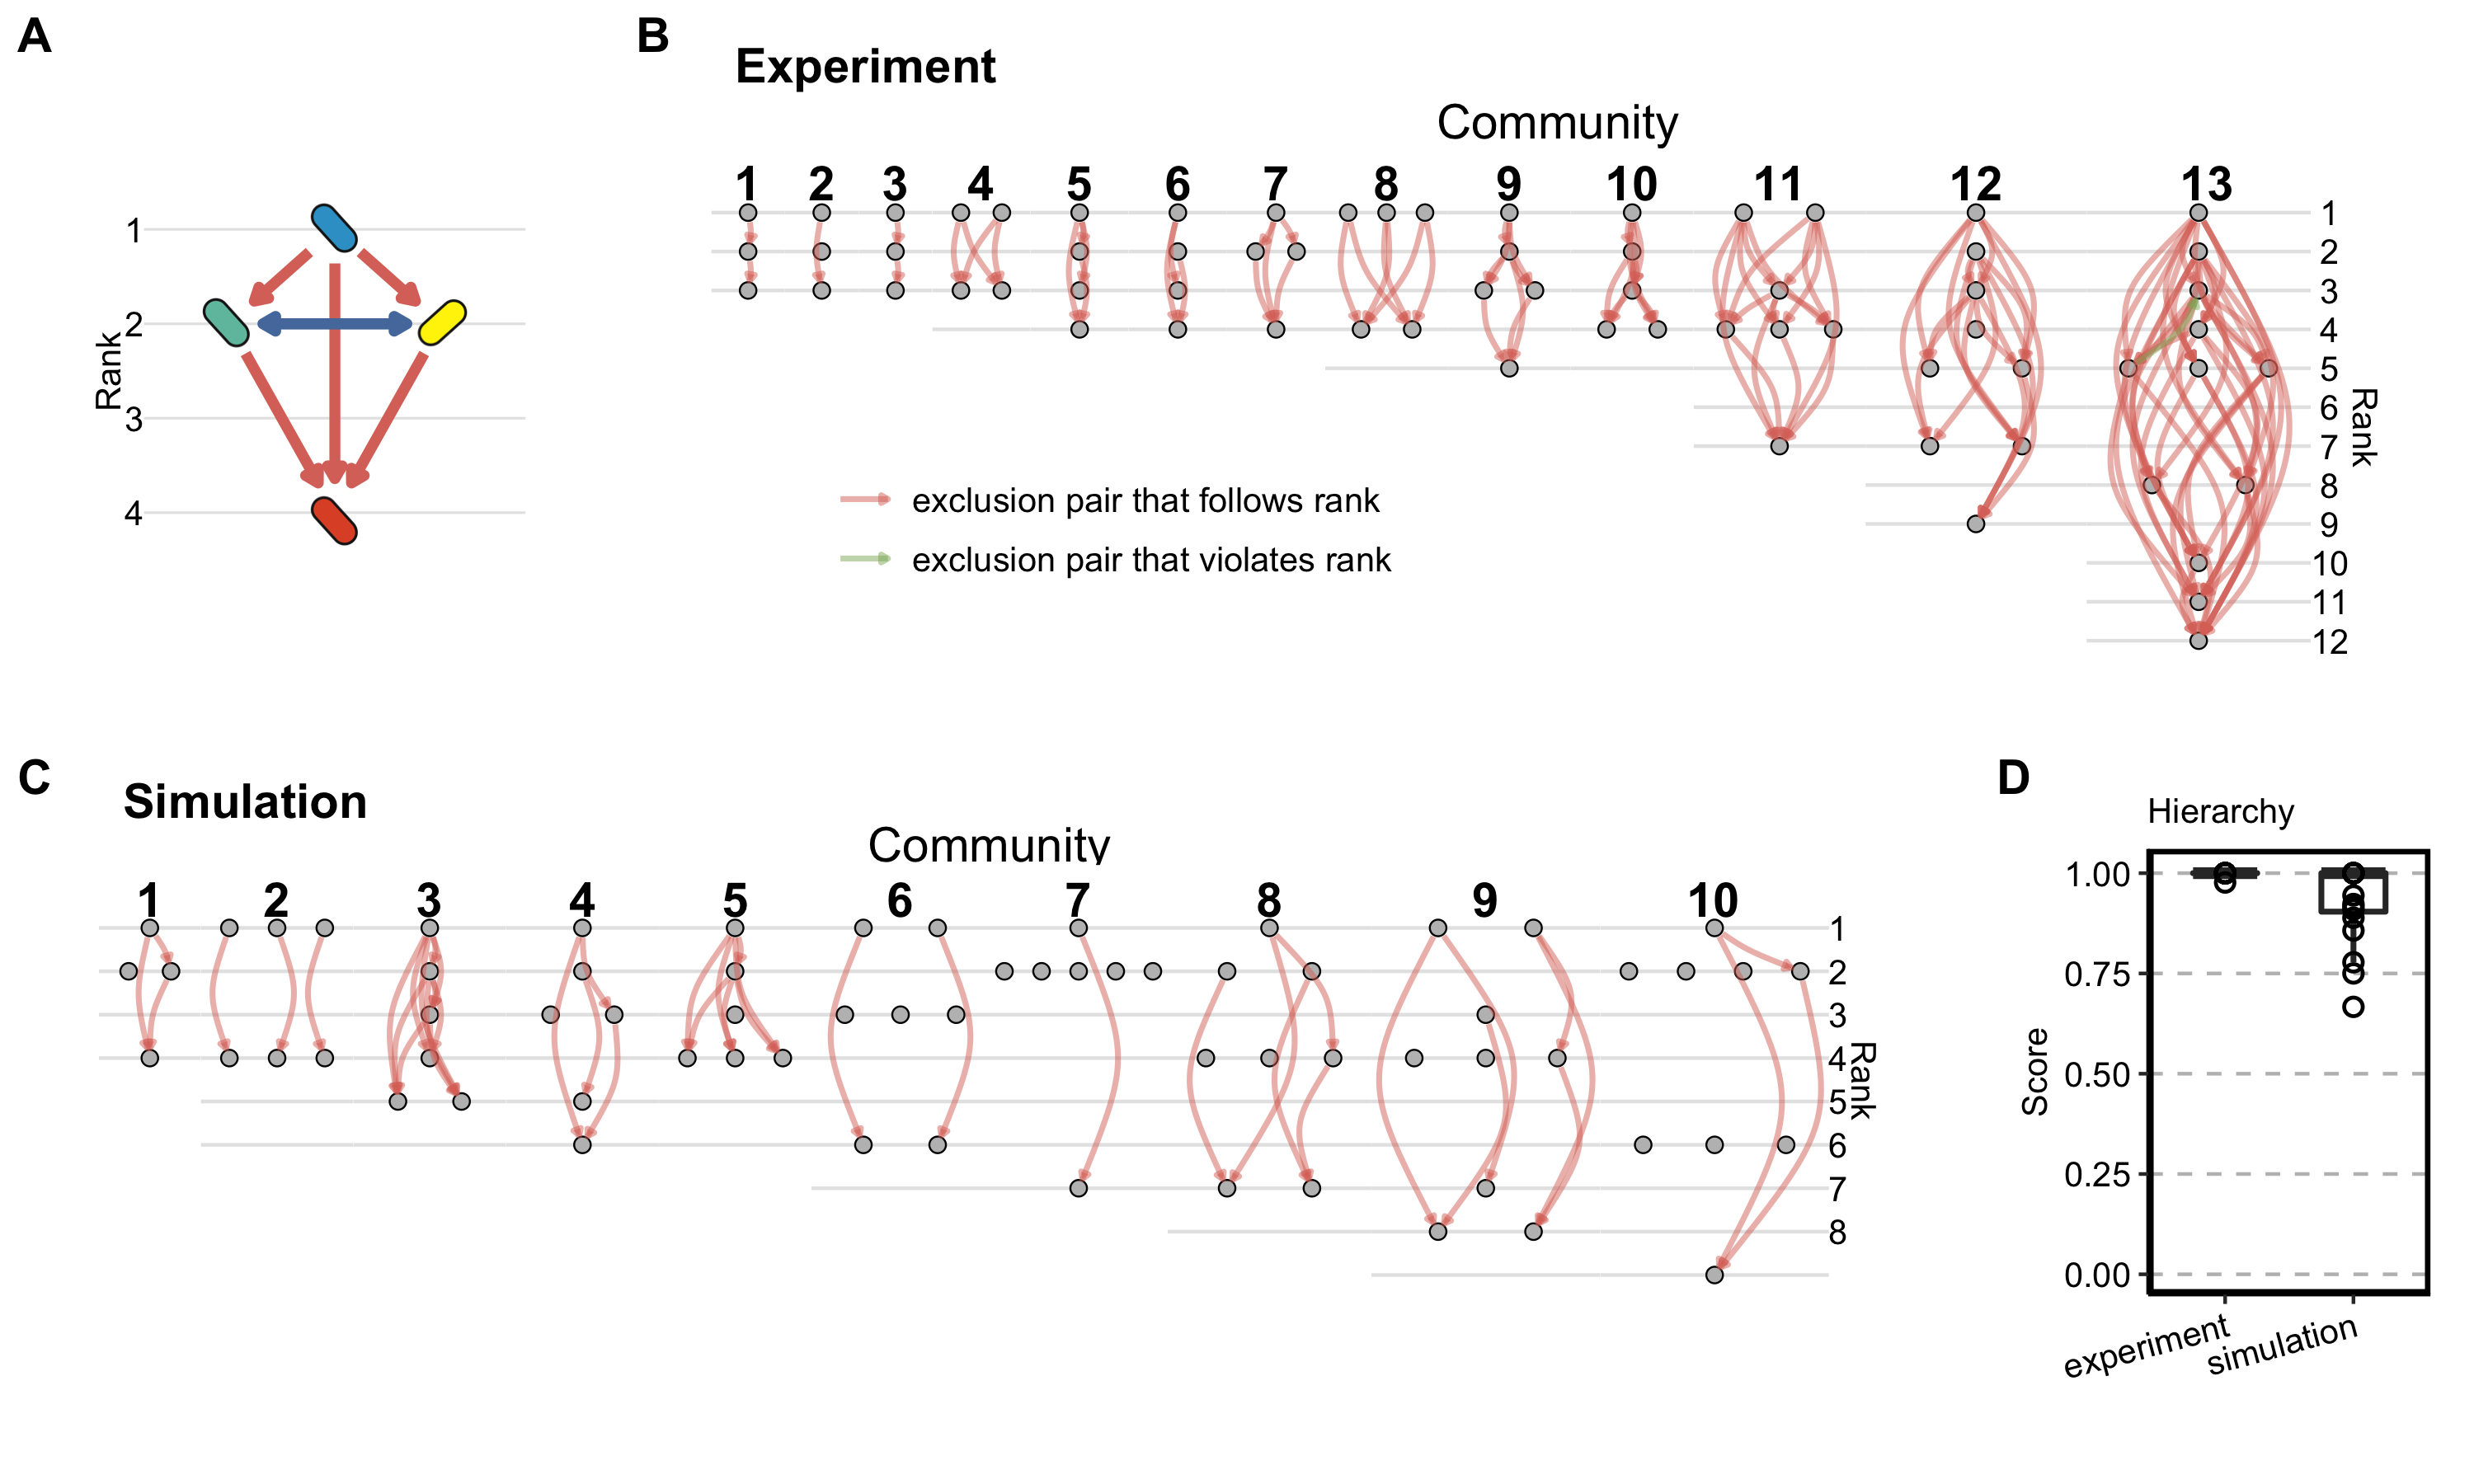 A
1
2
3
4
Rank
B
Experiment
Community
1 2 3 4 5 6 7 8 9 10 11 12 13
1
2
3
4
5
6
7
8
9
10
11
12
Rank
exclusion pair that follows rank
exclusion pair that violates rank
C
Simulation
Community
1 2 3 4 5 6 7 8 9 10
1
2
3
4
5
6
7
8
Rank
D
Hierarchy
1.00
0.75
0.50
0.25
0.00
Score
experiment
simulation